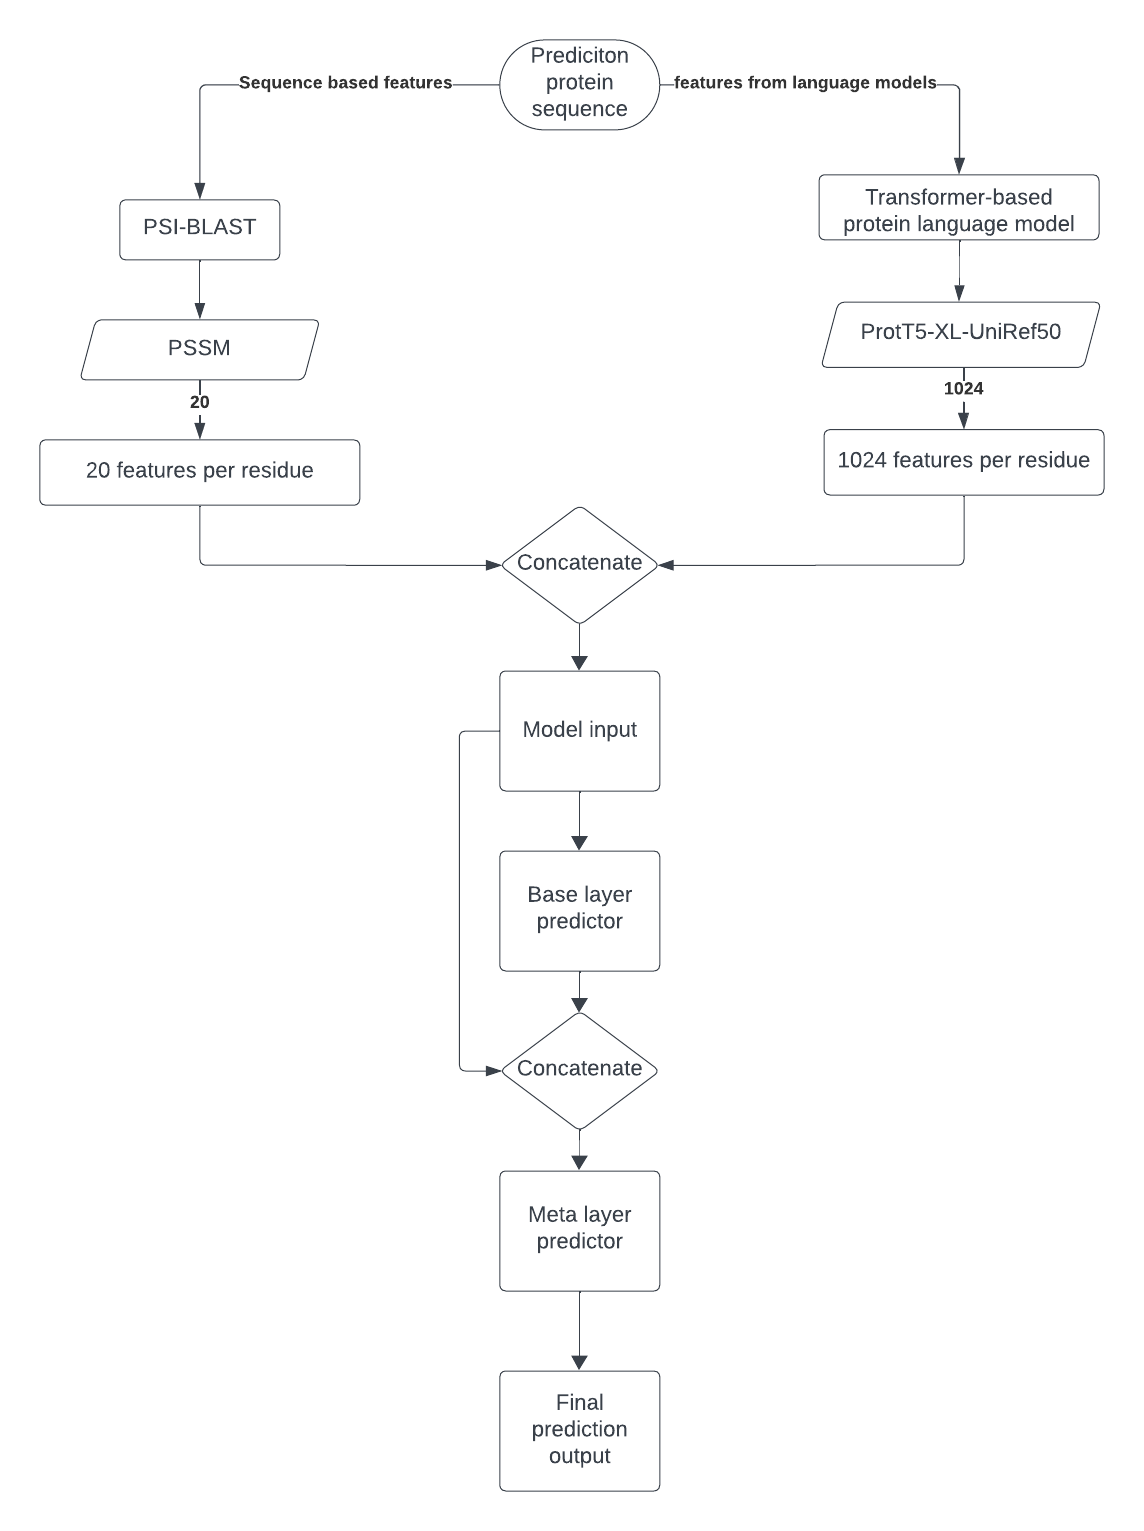 Prediciton
protein
sequence
Sequence based features
features from language models
PSI-BLAST
Transformer-based
protein language model
PSSM
ProtT5-XL-UniRef50
20
1024
20 features per residue
1024 features per residue
Concatenate
Model input
Base layer
predictor
Concatenate
Meta layer
predictor
Final
prediction
output